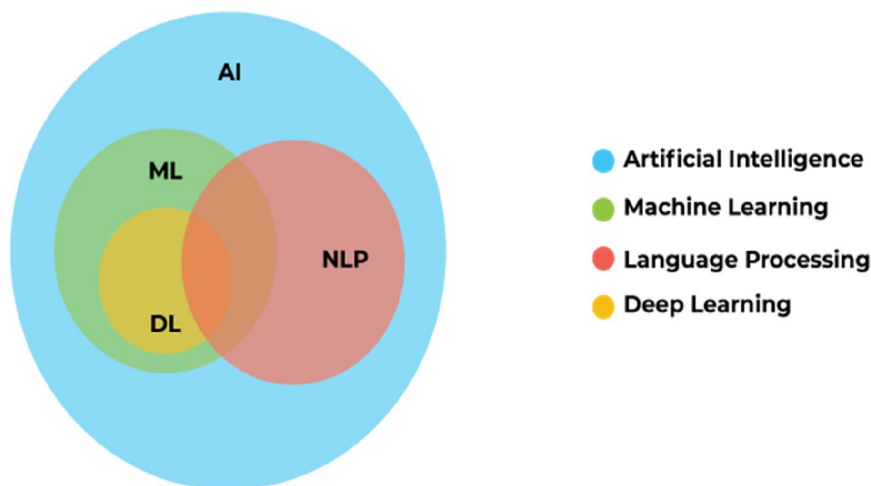 AI
ML
NLP
DL
Artificial Intelligence
Machine Learning
Language Processing
Deep Learning